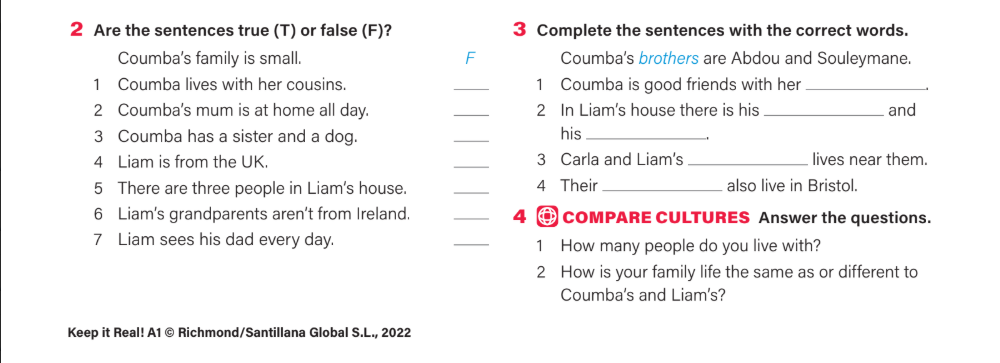 2 Are the sentences true (T) or false (F)?
Coumba's family is small. F
1 Coumba lives with her cousins. ____
2 Coumba's mum is at home all day. ____
3 Coumba has a sister and a dog. ____
4 Liam is from the UK. ____
5 There are three people in Liam's house. ____
6 Liam's grandparents aren't from Ireland. ____
7 Liam sees his dad every day. ____
3 Complete the sentences with the correct words.
Coumba's brothers are Abdou and Souleymane.
1 Coumba is good friends with her ____________.
2 In Liam's house there is his ____________ and
his ____________.
3 Carla and Liam's ____________ lives near them.
4 Their ____________ also live in Bristol.
4 COMPARE CULTURES Answer the questions.
1 How many people do you live with?
2 How is your family life the same as or different to
Coumba's and Liam's?
Keep it Real! A1 © Richmond/Santillana Global S.L., 2022